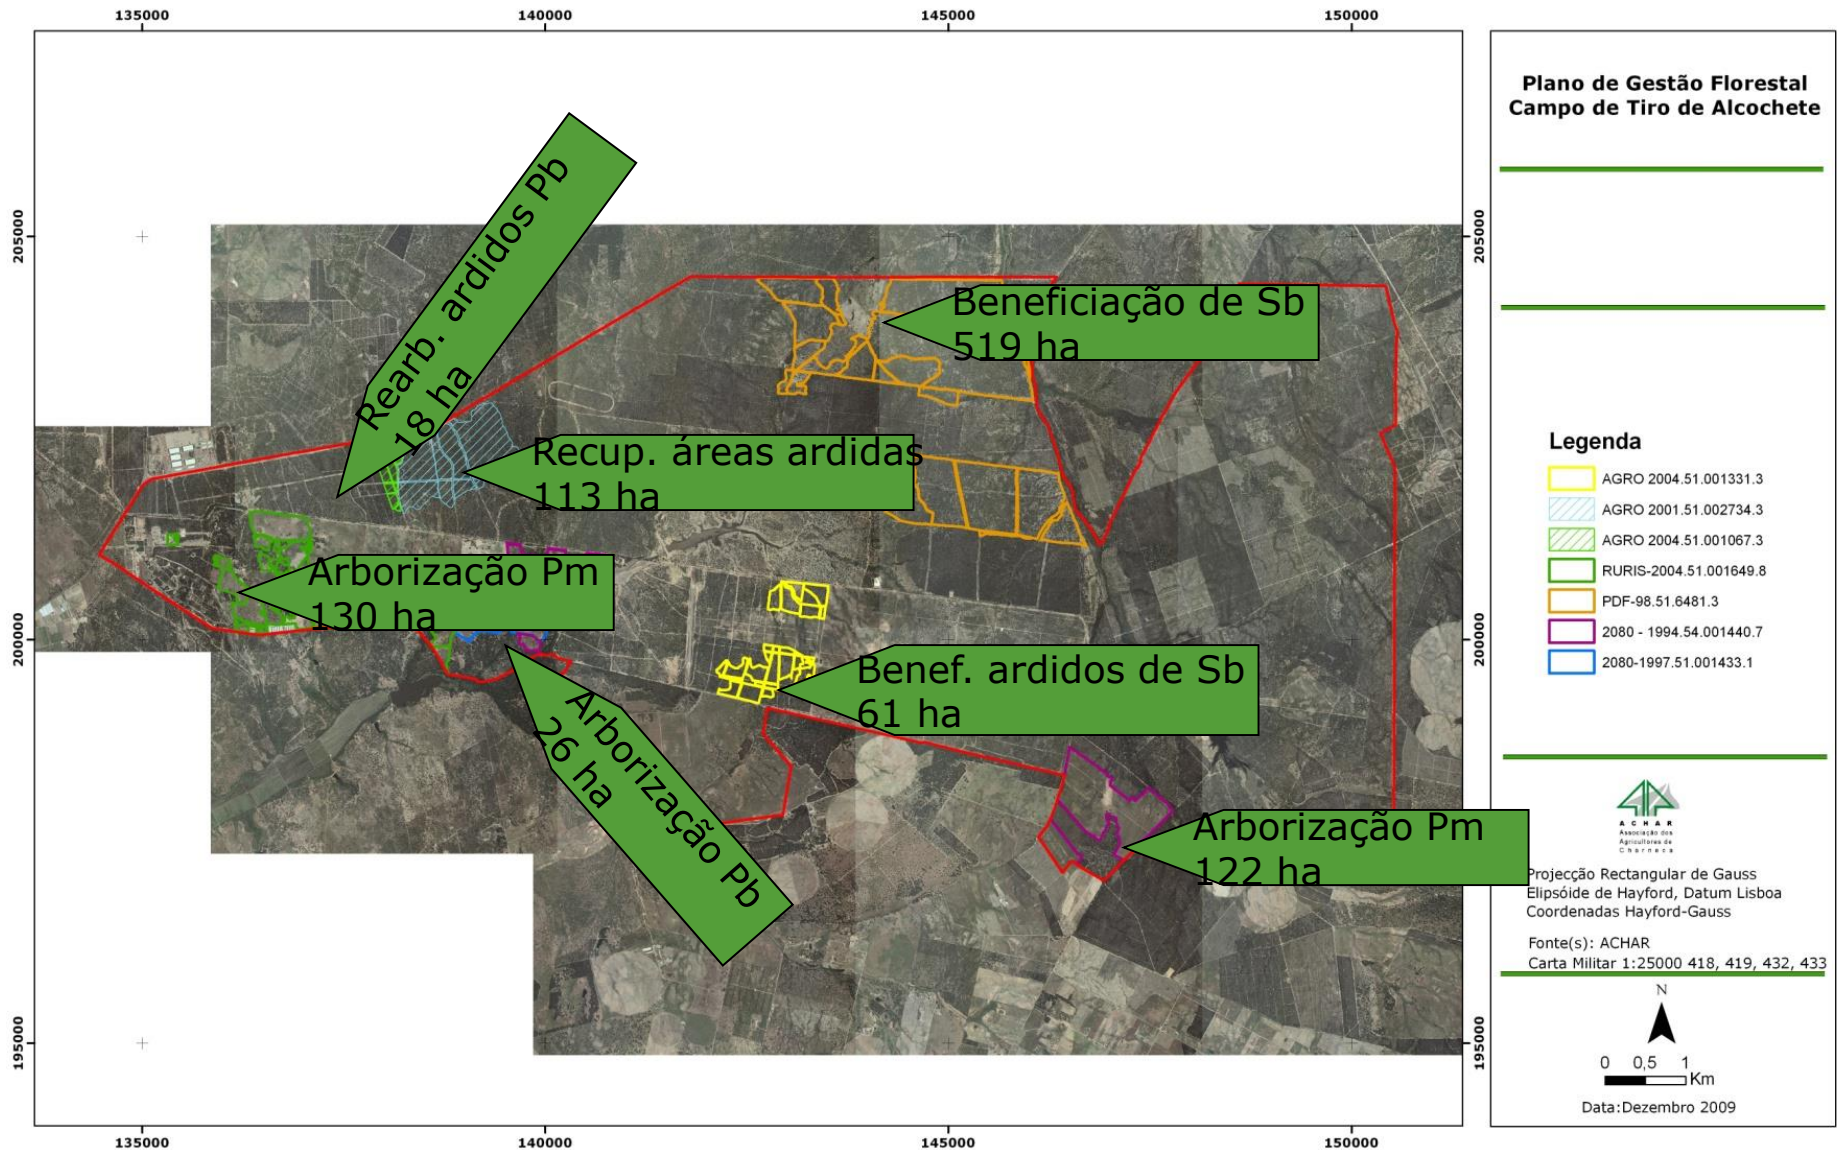 135000
140000
145000
150000
205000
200000
195000
205000
200000
195000
135000
140000
145000
150000
Rearb. ardidos Pb
18 ha
Beneficiação de Sb
519 ha
Recup. áreas ardidas
113 ha
Arborização Pm
130 ha
Benef. ardidos de Sb
61 ha
Arborização Pb
26 ha
Arborização Pm
122 ha
Plano de Gestão Florestal
Campo de Tiro de Alcochete
Legenda
AGRO 2004.51.001331.3
AGRO 2001.51.002734.3
AGRO 2004.51.001067.3
RURIS-2004.51.001649.8
PDF-98.51.6481.3
2080 - 1994.54.001440.7
2080-1997.51.001433.1
A C H A R
Associação dos
Agricultores de
Charneca
Projecção Rectangular de Gauss
Elipsóide de Hayford, Datum Lisboa
Coordenadas Hayford-Gauss
Fonte(s): ACHAR
Carta Militar 1:25000 418, 419, 432, 433
N
0 0,5 1
Km
Data:Dezembro 2009